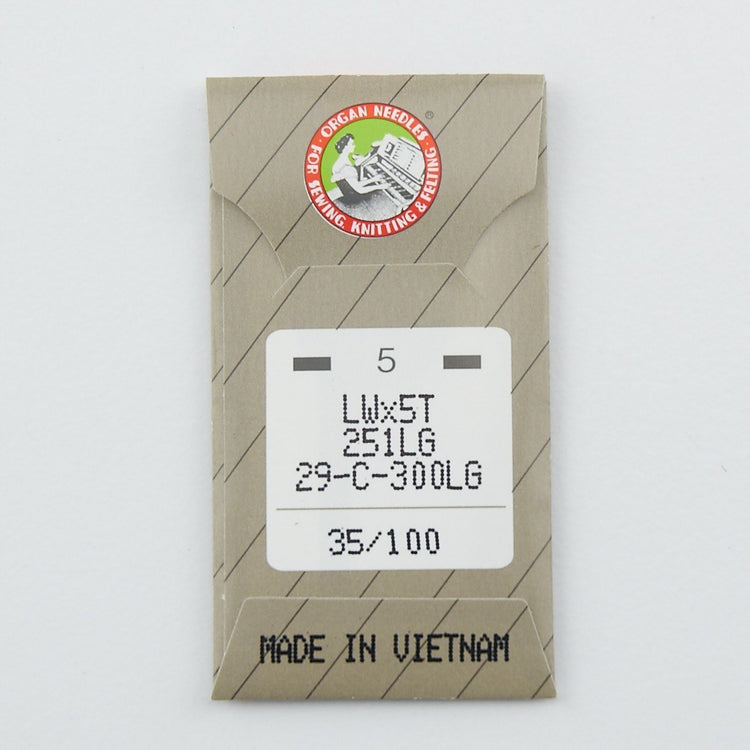 · ORGAN NEEDLES ·
FOR SEWING, KNITTING & FELTING
®
5
LWx5T
251LG
29-C-300LG
35/100
MADE IN VIETNAM